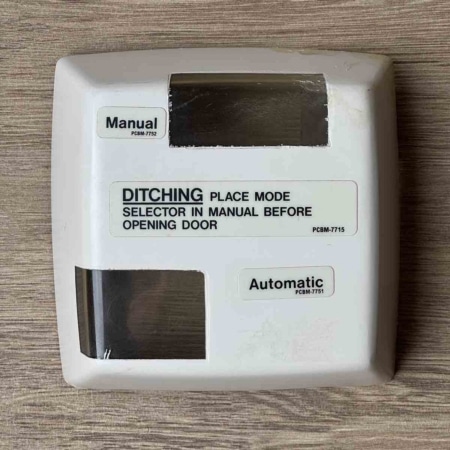 Manual
PCBM-7752
DITCHING PLACE MODE
SELECTOR IN MANUAL BEFORE
OPENING DOOR
PCBM-7715
Automatic
PCBM-7751